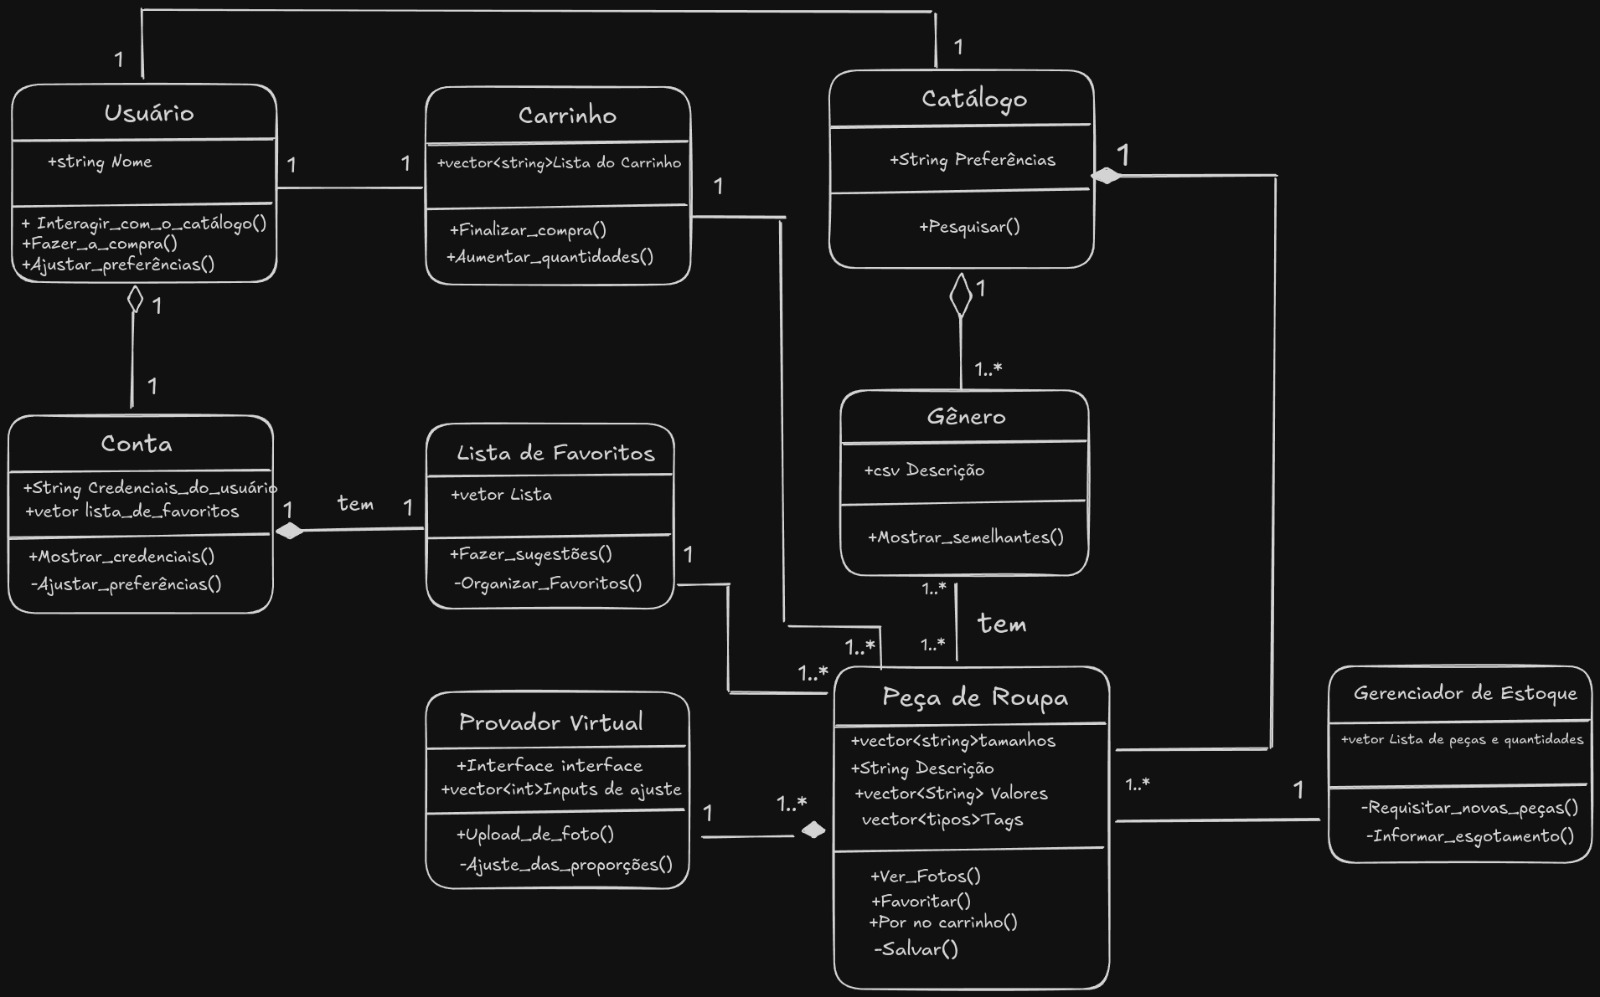 1
1
Usuário
+string Nome
+ Interagir_com_o_catálogo()
+Fazer_a_compra()
+Ajustar_preferências()
1
1
Carrinho
+vector<string>Lista do Carrinho
+Finalizar_compra()
+Aumentar_quantidades()
1
Catálogo
+String Preferências
+Pesquisar()
1
1
1..*
1
1
Conta
+String Credenciais_do_usuário
+vetor lista_de_favoritos
+Mostrar_credenciais()
-Ajustar_preferências()
1
tem
1
Lista de Favoritos
+vetor Lista
+Fazer_sugestões()
-Organizar_Favoritos()
1
Gênero
+csv Descrição
+Mostrar_semelhantes()
1..*
tem
1..*
1..*
1..*
Provador Virtual
+Interface interface
+vector<int>Inputs de ajuste
+Upload_de_foto()
-Ajuste_das_proporções()
1
1..*
Peça de Roupa
+vector<string>tamanhos
+String Descrição
+vector<String> Valores
vector<tipos>Tags
+Ver_Fotos()
+Favoritar()
+Por no carrinho()
-Salvar()
1..*
1
Gerenciador de Estoque
+vetor Lista de peças e quantidades
-Requisitar_novas_peças()
-Informar_esgotamento()